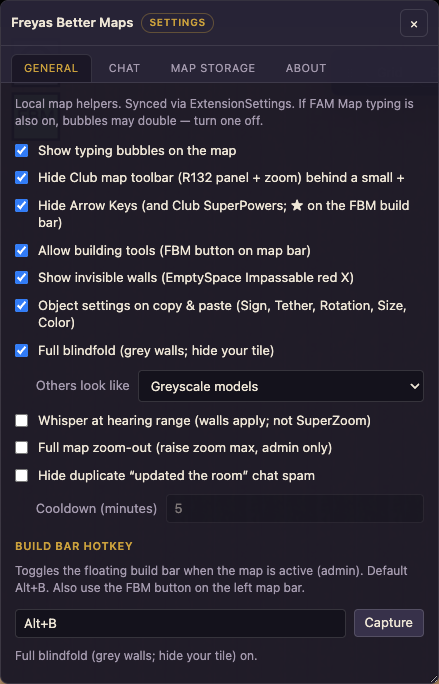 Freyas Better Maps SETTINGS ×
GENERAL CHAT MAP STORAGE ABOUT
Local map helpers. Synced via ExtensionSettings. If FAM Map typing is
also on, bubbles may double — turn one off.
Show typing bubbles on the map
Hide Club map toolbar (R132 panel + zoom) behind a small +
Hide Arrow Keys (and Club SuperPowers; ★ on the FBM build
bar)
Allow building tools (FBM button on map bar)
Show invisible walls (EmptySpace Impassable red X)
Object settings on copy & paste (Sign, Tether, Rotation, Size,
Color)
Full blindfold (grey walls; hide your tile)
Others look like Greyscale models
Whisper at hearing range (walls apply; not SuperZoom)
Full map zoom-out (raise zoom max, admin only)
Hide duplicate “updated the room” chat spam
Cooldown (minutes) 5
BUILD BAR HOTKEY
Toggles the floating build bar when the map is active (admin). Default
Alt+B. Also use the FBM button on the left map bar.
Alt+B Capture
Full blindfold (grey walls; hide your tile) on.